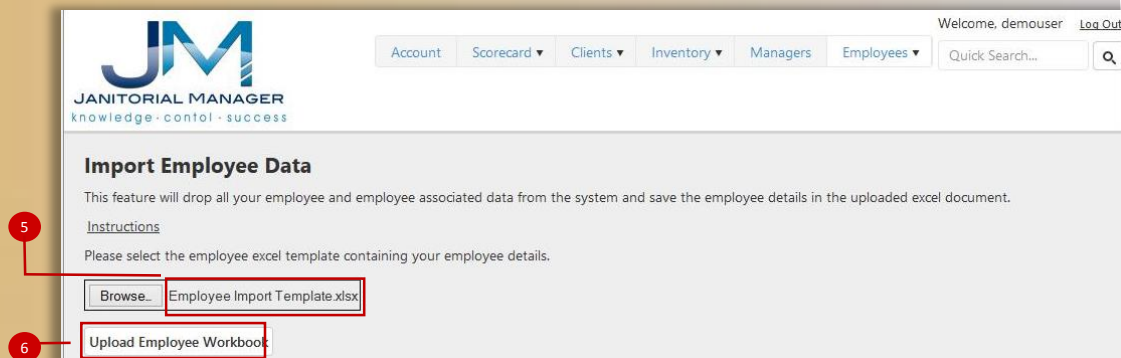 Welcome, demouser Log Out
Account Scorecard ▼ Clients ▼ Inventory ▼ Managers Employees ▼ Quick Search...
JM
JANITORIAL MANAGER
knowledge · contol · success
Import Employee Data
This feature will drop all your employee and employee associated data from the system and save the employee details in the uploaded excel document.
5
Instructions
Please select the employee excel template containing your employee details.
Browse... Employee Import Template.xlsx
6
Upload Employee Workbook